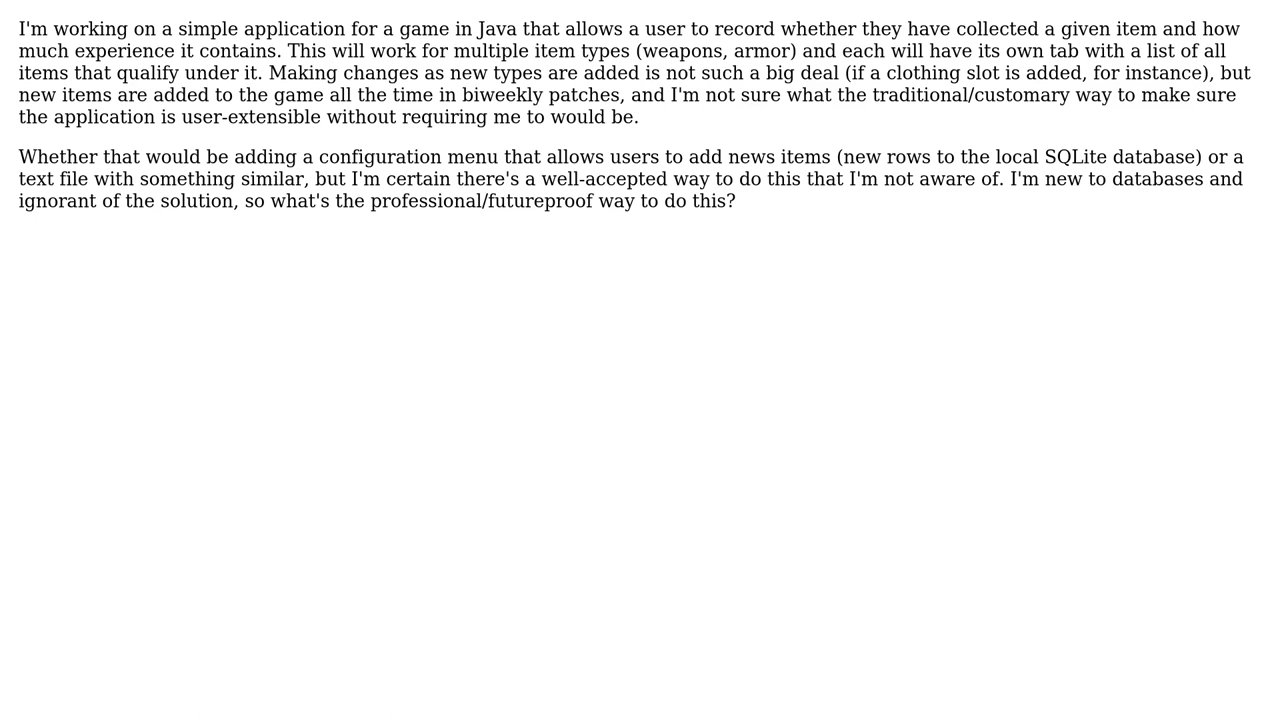 I'm working on a simple application for a game in Java that allows a user to record whether they have collected a given item and how
much experience it contains. This will work for multiple item types (weapons, armor) and each will have its own tab with a list of all
items that qualify under it. Making changes as new types are added is not such a big deal (if a clothing slot is added, for instance), but
new items are added to the game all the time in biweekly patches, and I'm not sure what the traditional/customary way to make sure
the application is user-extensible without requiring me to would be.
Whether that would be adding a configuration menu that allows users to add news items (new rows to the local SQLite database) or a
text file with something similar, but I'm certain there's a well-accepted way to do this that I'm not aware of. I'm new to databases and
ignorant of the solution, so what's the professional/futureproof way to do this?